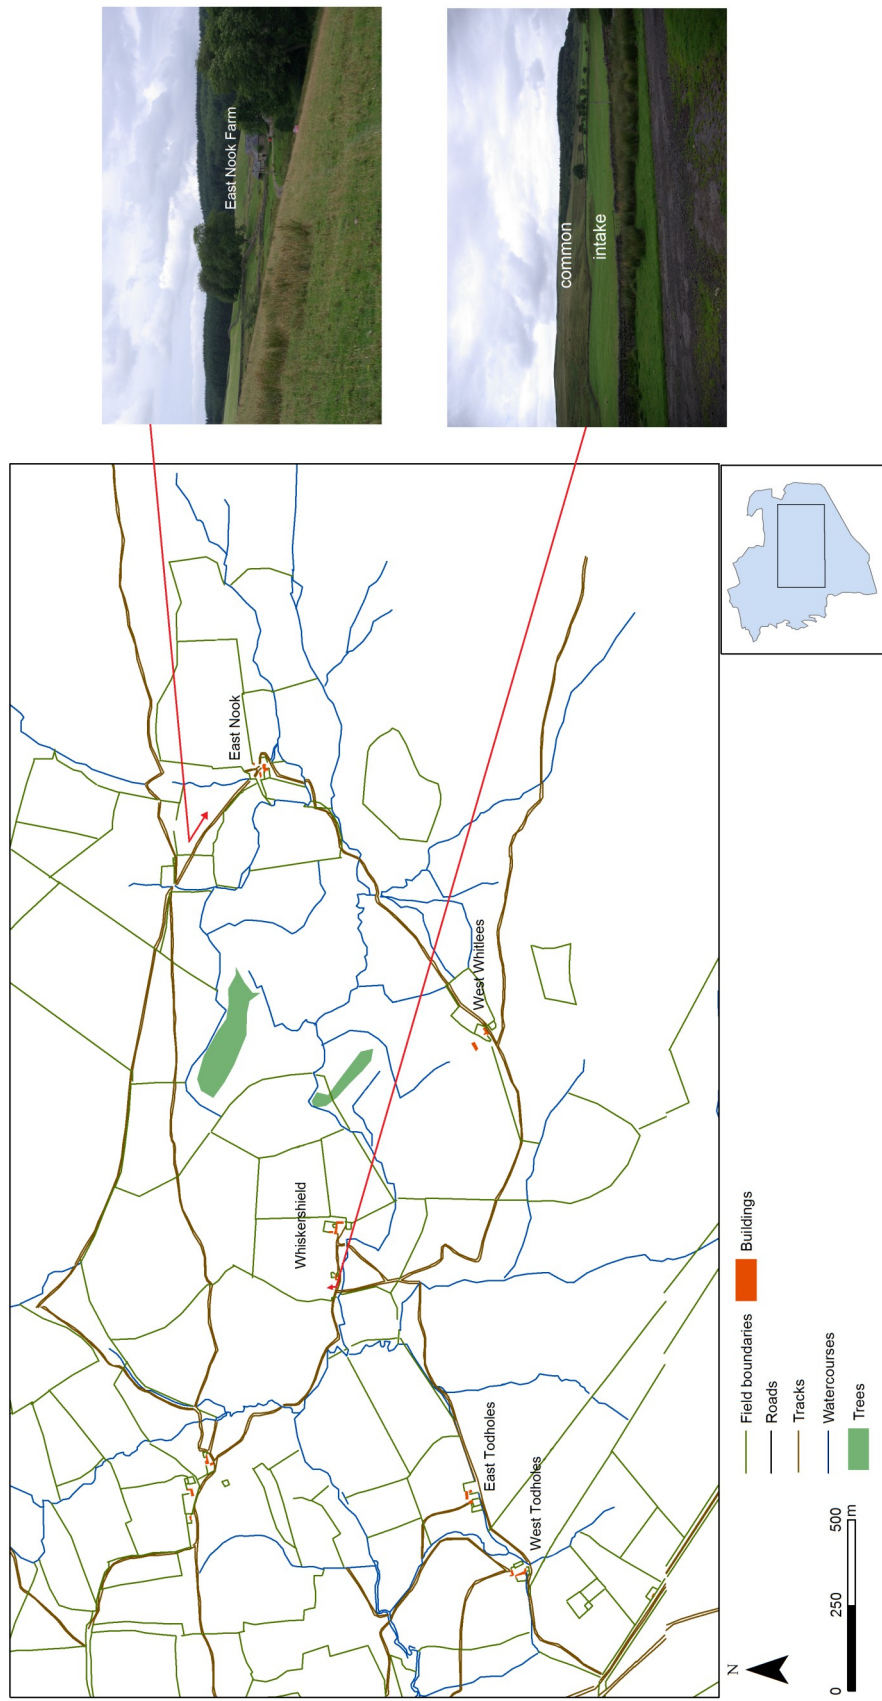 East Nook Farm
common
intake
East Nook
West Whitlees
Whiskershield
East Todholes
West Todholes
Field boundaries
Roads
Tracks
Watercourses
Trees
Buildings
N
0 250 500
m